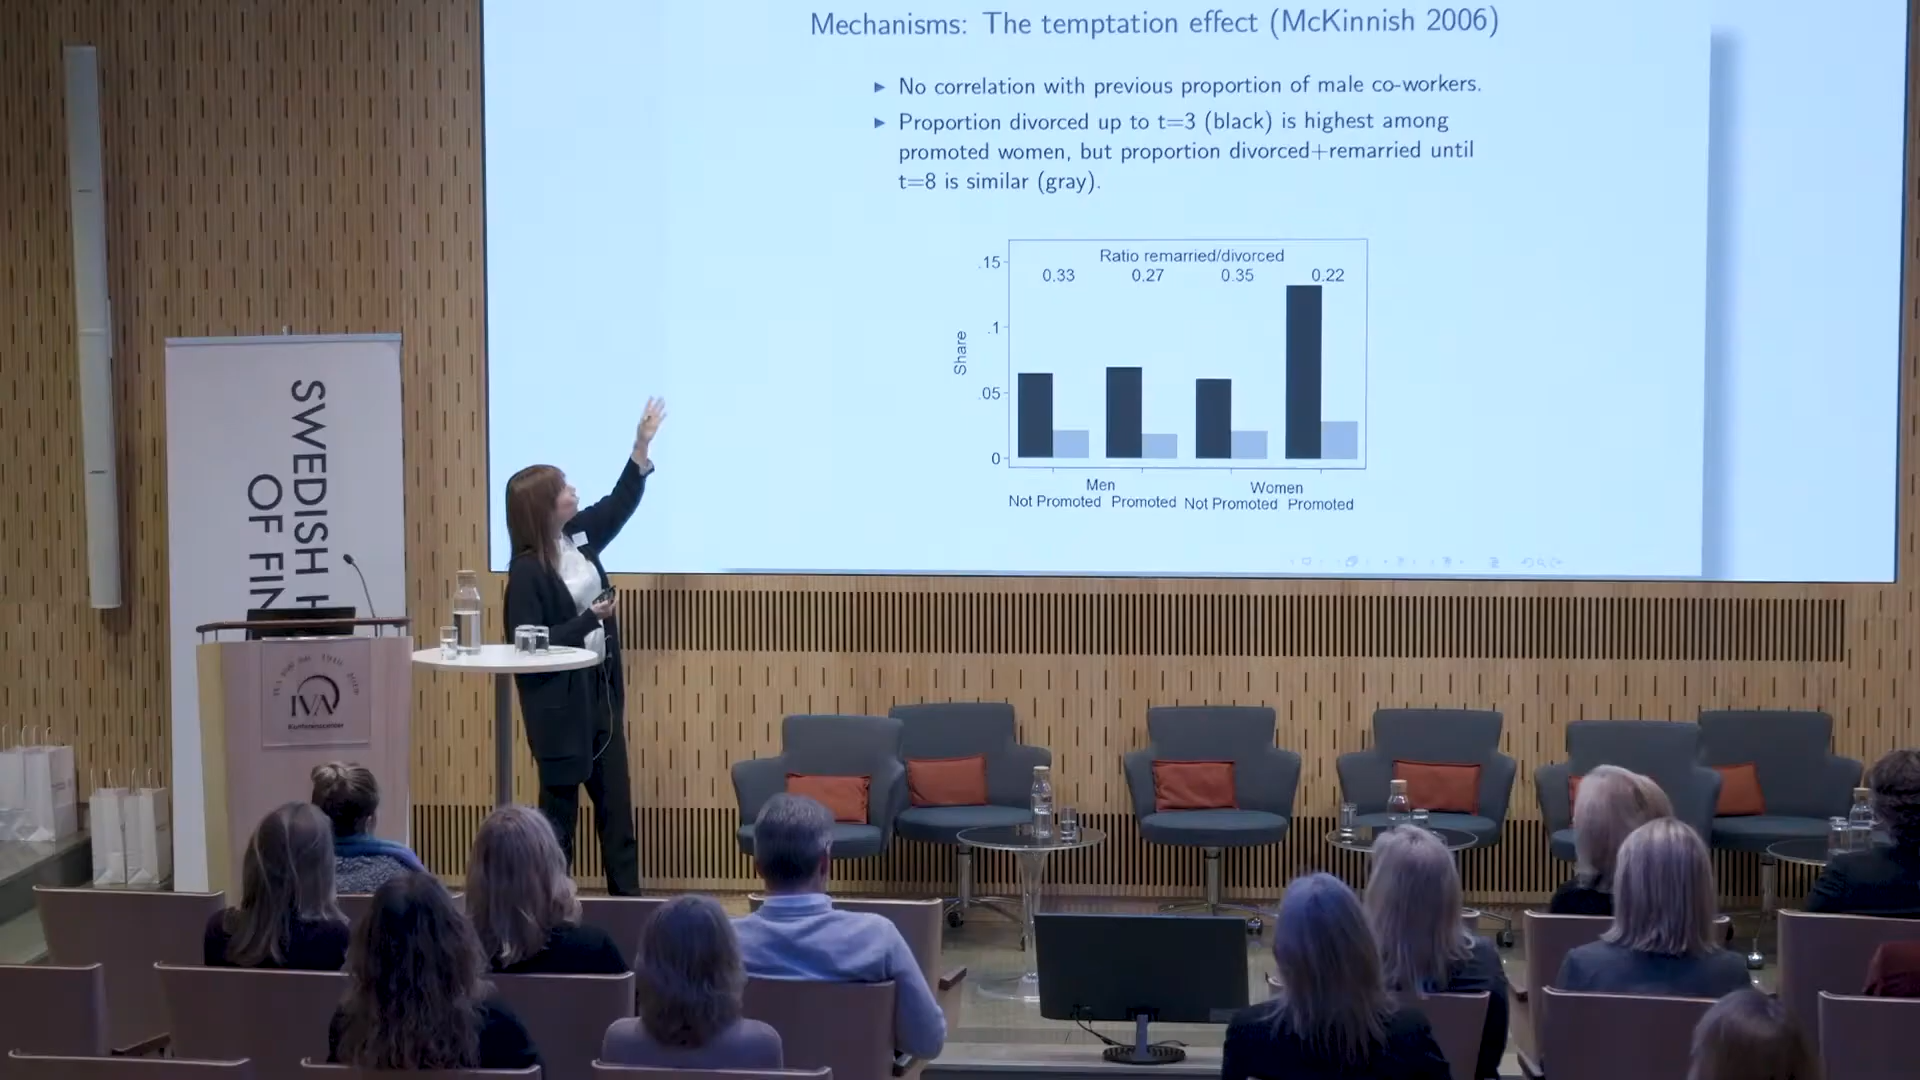 Mechanisms: The temptation effect (McKinnish 2006)
► No correlation with previous proportion of male co-workers.
► Proportion divorced up to t=3 (black) is highest among
promoted women, but proportion divorced+remarried until
t=8 is similar (gray).
Ratio remarried/divorced
0.33 0.27 0.35 0.22
.15
.1
.05
0
Share
Men Women
Not Promoted Promoted Not Promoted Promoted
SWEDISH H
OF FIN
IVA
Konferenscenter